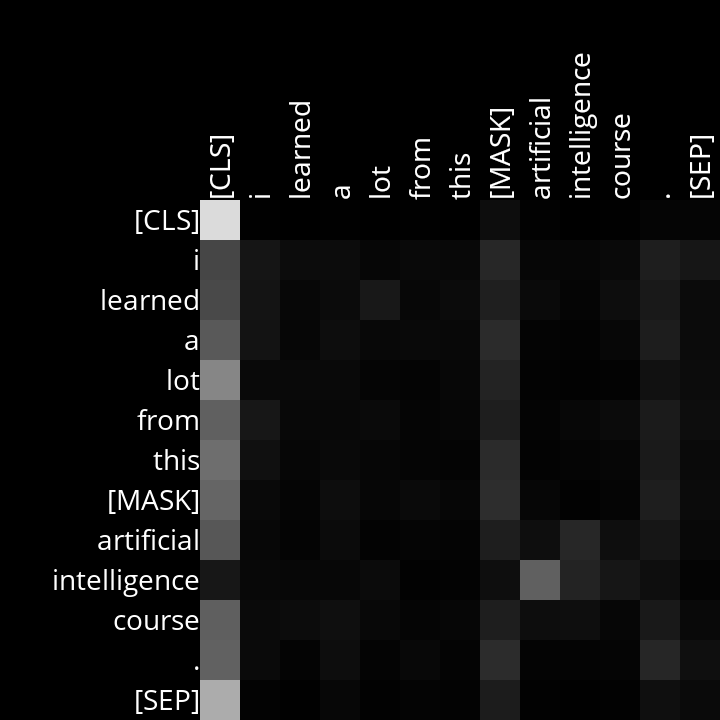 [CLS] i learned a lot from this [MASK] artificial intelligence course . [SEP]
[CLS]
i
learned
a
lot
from
this
[MASK]
artificial
intelligence
course
.
[SEP]